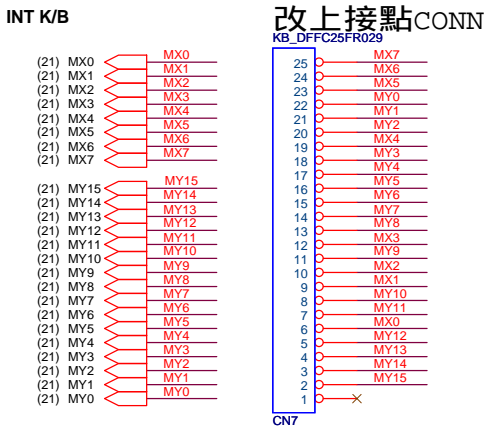 INT K/B
(21) MX0 MX0
(21) MX1 MX1
(21) MX2 MX2
(21) MX3 MX3
(21) MX4 MX4
(21) MX5 MX5
(21) MX6 MX6
(21) MX7 MX7
(21) MY15 MY15
(21) MY14 MY14
(21) MY13 MY13
(21) MY12 MY12
(21) MY11 MY11
(21) MY10 MY10
(21) MY9 MY9
(21) MY8 MY8
(21) MY7 MY7
(21) MY6 MY6
(21) MY5 MY5
(21) MY4 MY4
(21) MY3 MY3
(21) MY2 MY2
(21) MY1 MY1
(21) MY0 MY0
改上接點CONN
KB_DFFC25FR029
25 MX7
24 MX6
23 MX5
22 MY0
21 MY1
20 MY2
19 MX4
18 MY3
17 MY4
16 MY5
15 MY6
14 MY7
13 MY8
12 MX3
11 MY9
10 MX2
9 MX1
8 MY10
7 MY11
6 MX0
5 MY12
4 MY13
3 MY14
2 MY15
1
CN7